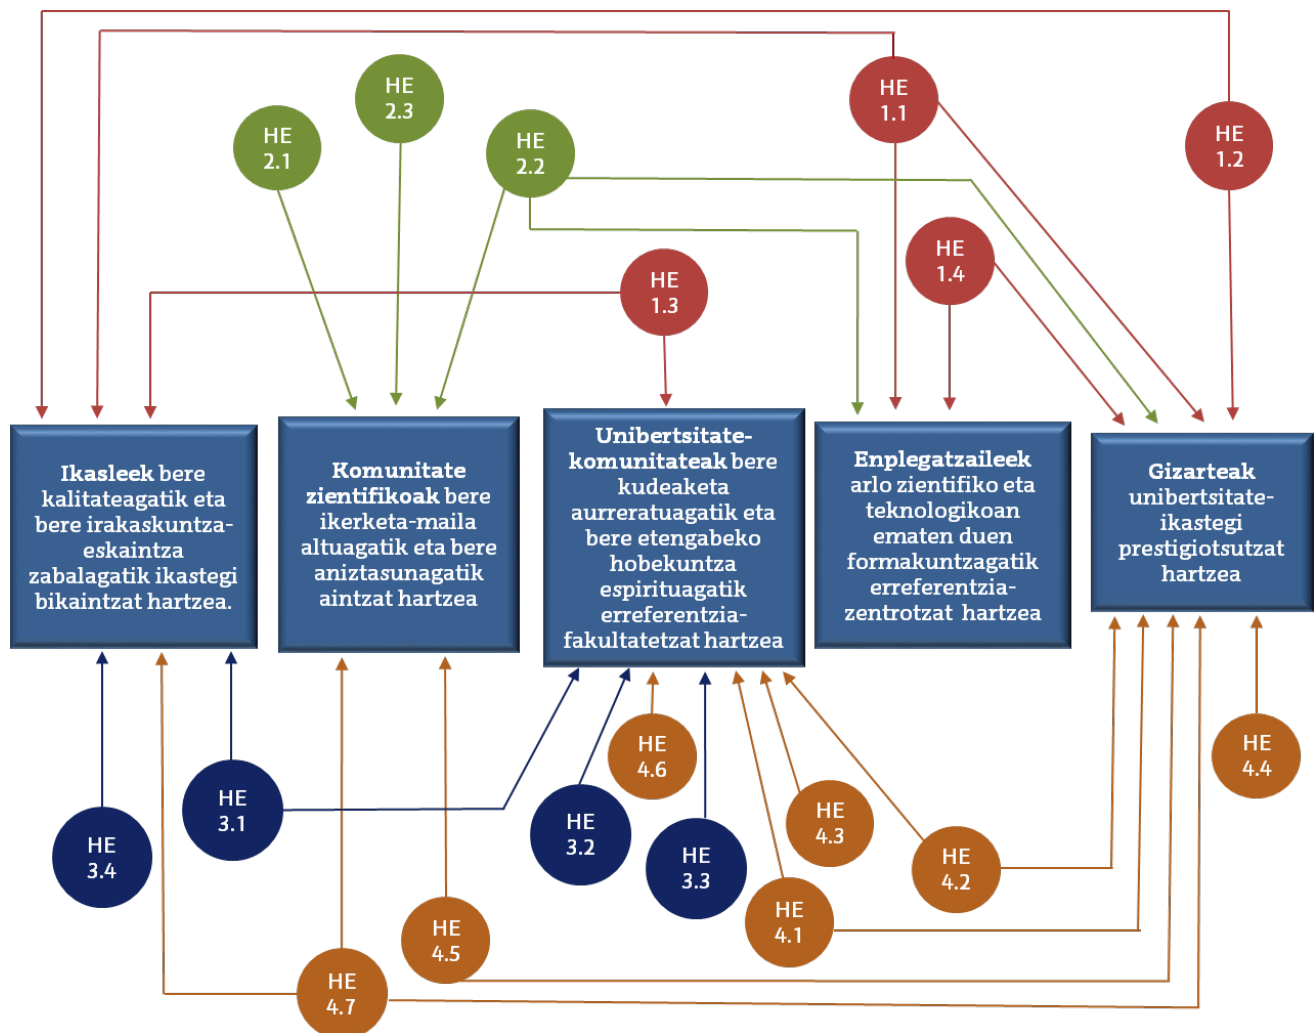 HE
2.3
HE
1.1
HE
2.1
HE
2.2
HE
1.2
HE
1.4
HE
1.3
Ikasleek bere
kalitateagatik eta
bere irakaskuntza-
eskaintza
zabalagatik ikastegi
bikaintzat hartzea.
Komunitate
zientifikoak bere
ikerketa-maila
altuagatik eta bere
aniztasunagatik
aintzat hartzea
Unibertsitate-
komunitateak bere
kudeaketa
aurreratuagatik eta
bere etengabeko
hobekuntza
espirituagatik
erreferentzia-
fakultatetzat hartzea
Enplegatzaileek
arlo zientifiko eta
teknologikoan
ematen duen
formakuntzagatik
erreferentzia-
zentrotzat hartzea
Gizarteak
unibertsitate-
ikastegi
prestigiotsutzat
hartzea
HE
4.6
HE
4.4
HE
3.1
HE
4.3
HE
3.2
HE
3.4
HE
3.3
HE
4.2
HE
4.1
HE
4.5
HE
4.7